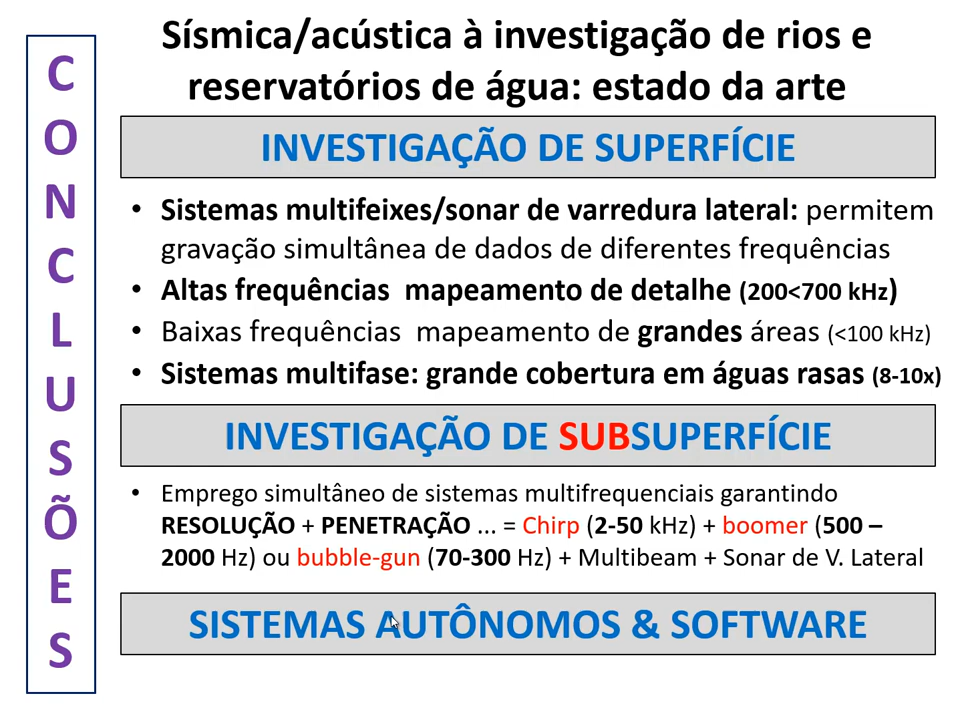 CONCLUSÕES
Sísmica/acústica à investigação de rios e
reservatórios de água: estado da arte
INVESTIGAÇÃO DE SUPERFÍCIE
• Sistemas multifeixes/sonar de varredura lateral: permitem
gravação simultânea de dados de diferentes frequências
• Altas frequências mapeamento de detalhe (200<700 kHz)
• Baixas frequências mapeamento de grandes áreas (<100 kHz)
• Sistemas multifase: grande cobertura em águas rasas (8-10x)
INVESTIGAÇÃO DE SUBSUPERFÍCIE
• Emprego simultâneo de sistemas multifrequenciais garantindo
RESOLUÇÃO + PENETRAÇÃO ... = Chirp (2-50 kHz) + boomer (500 –
2000 Hz) ou bubble-gun (70-300 Hz) + Multibeam + Sonar de V. Lateral
SISTEMAS AUTÔNOMOS & SOFTWARE